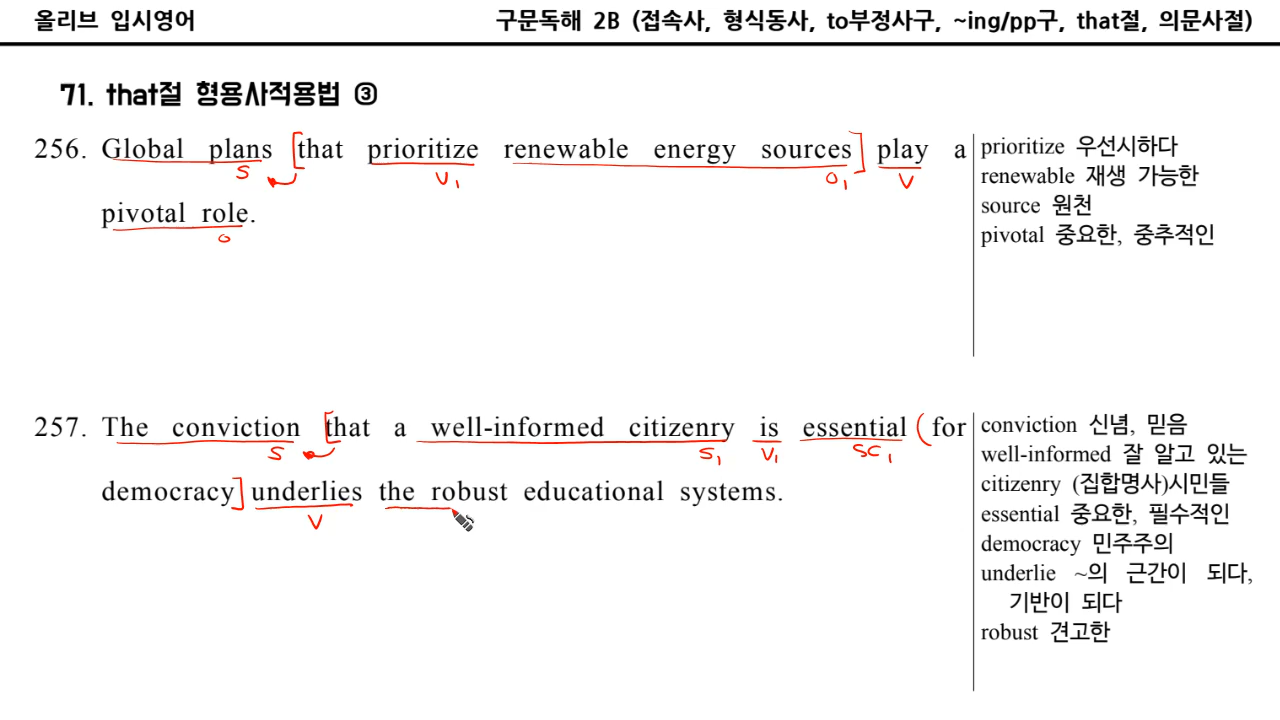 올리브 입시영어
구문독해 2B (접속사, 형식동사, to부정사구, ~ing/pp구, that절, 의문사절)
71. that절 형용사적용법 ③
256. Global plans [that prioritize renewable energy sources] play a
S V₁ O₁ V
pivotal role.
O
prioritize 우선시하다
renewable 재생 가능한
source 원천
pivotal 중요한, 중추적인
257. The conviction [that a well-informed citizenry is essential (for
S S₁ V₁ SC₁
democracy] underlies the robust educational systems.
V
conviction 신념, 믿음
well-informed 잘 알고 있는
citizenry (집합명사)시민들
essential 중요한, 필수적인
democracy 민주주의
underlie ~의 근간이 되다,
기반이 되다
robust 견고한